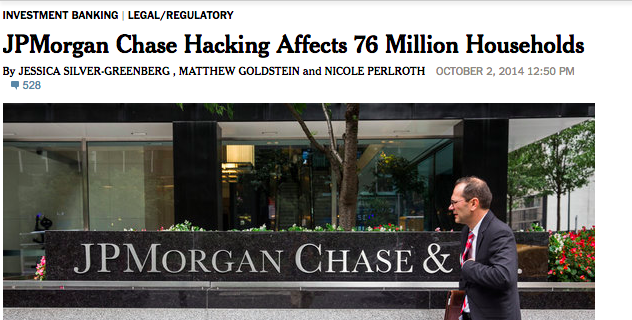 INVESTMENT BANKING | LEGAL/REGULATORY
JPMorgan Chase Hacking Affects 76 Million Households
By JESSICA SILVER-GREENBERG , MATTHEW GOLDSTEIN and NICOLE PERLROTH OCTOBER 2, 2014 12:50 PM
528
JPMORGAN CHASE &